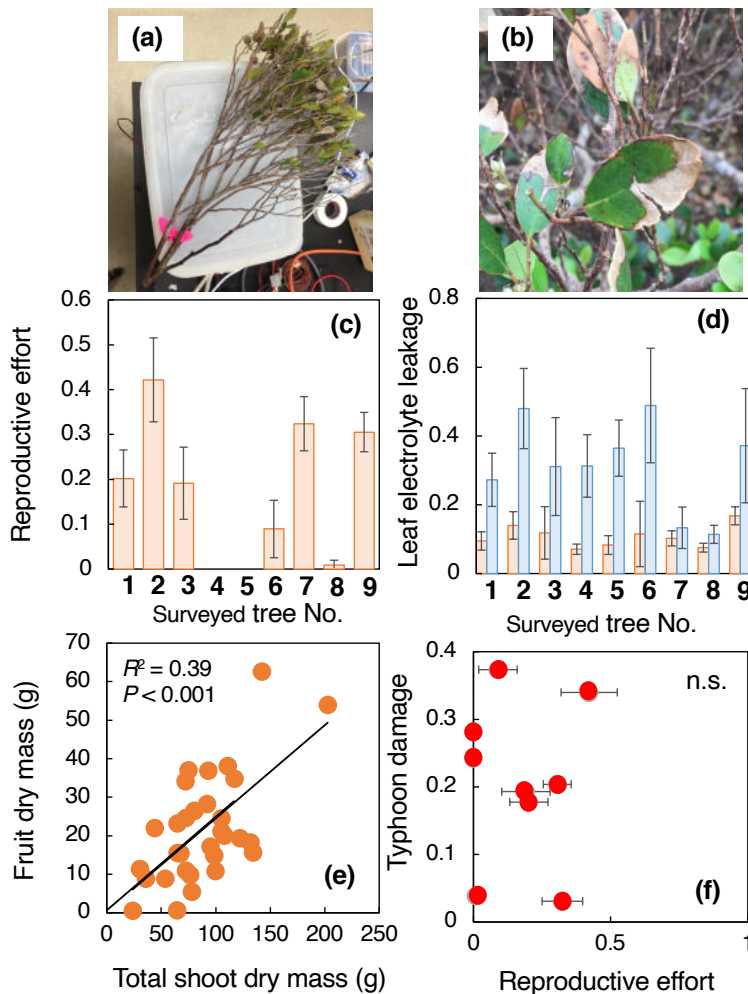 (a)
(b)
0.6
0.5
0.4
0.3
0.2
0.1
0
Reproductive effort
(c)
1 2 3 4 5 6 7 8 9
Surveyed tree No.
0.8
0.6
0.4
0.2
0
Leaf electrolyte leakage
(d)
1 2 3 4 5 6 7 8 9
Surveyed tree No.
70
60
50
40
30
20
10
0
Fruit dry mass (g)
R² = 0.39
P < 0.001
(e)
0 50 100 150 200 250
Total shoot dry mass (g)
0.4
0.3
0.2
0.1
0
Typhoon damage
n.s.
(f)
0 0.5 1
Reproductive effort